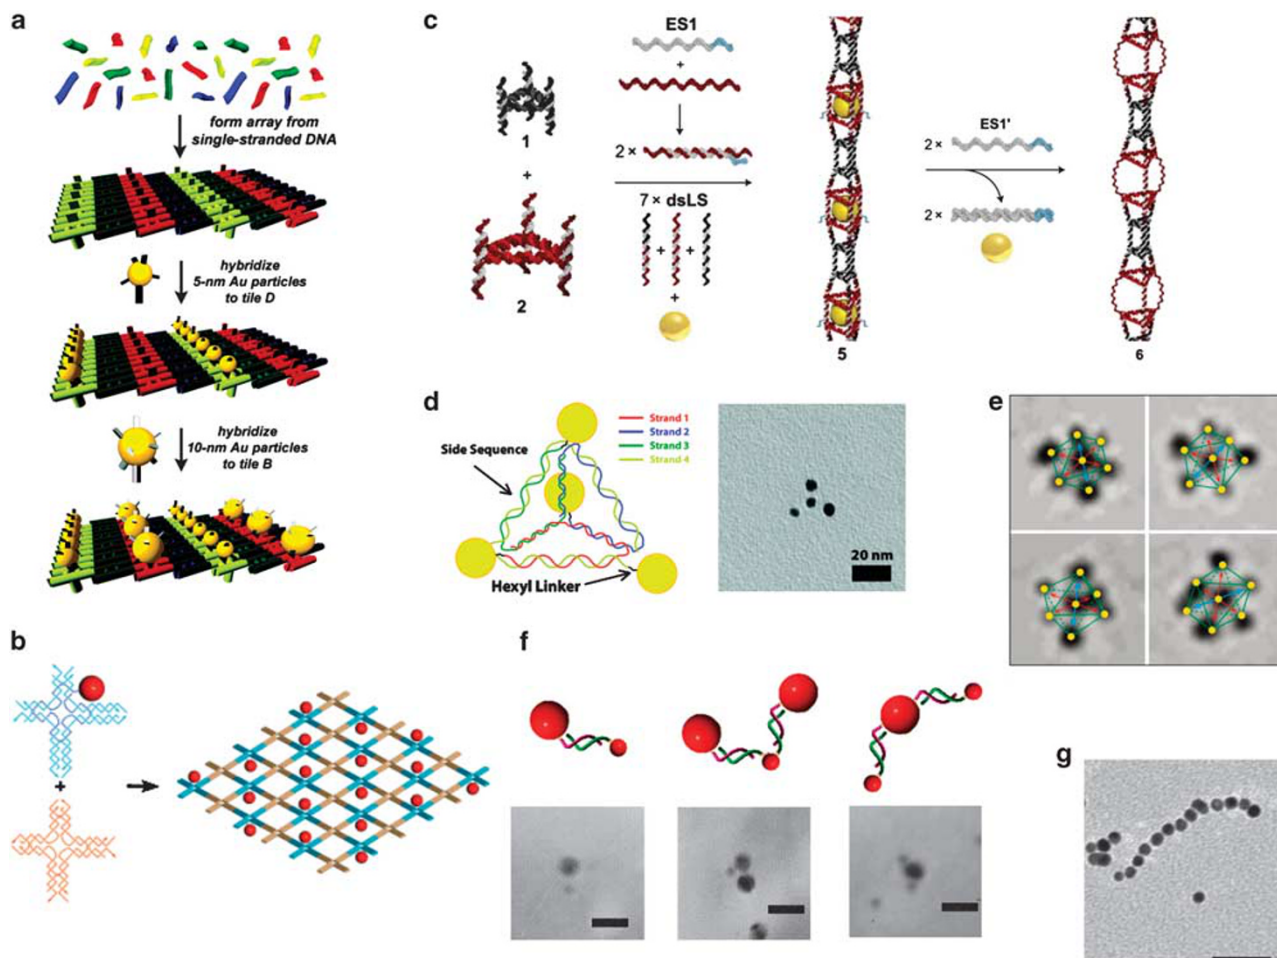 a
form array from
single-stranded DNA
hybridize
5-nm Au particles
to tile D
hybridize
10-nm Au particles
to tile B
b
+
c
1
+
2
ES1
+
2 ×
7 × dsLS
+ +
+
5
ES1'
2 ×
2 ×
6
d
Side Sequence
Strand 1
Strand 2
Strand 3
Strand 4
Hexyl Linker
20 nm
e
f
g